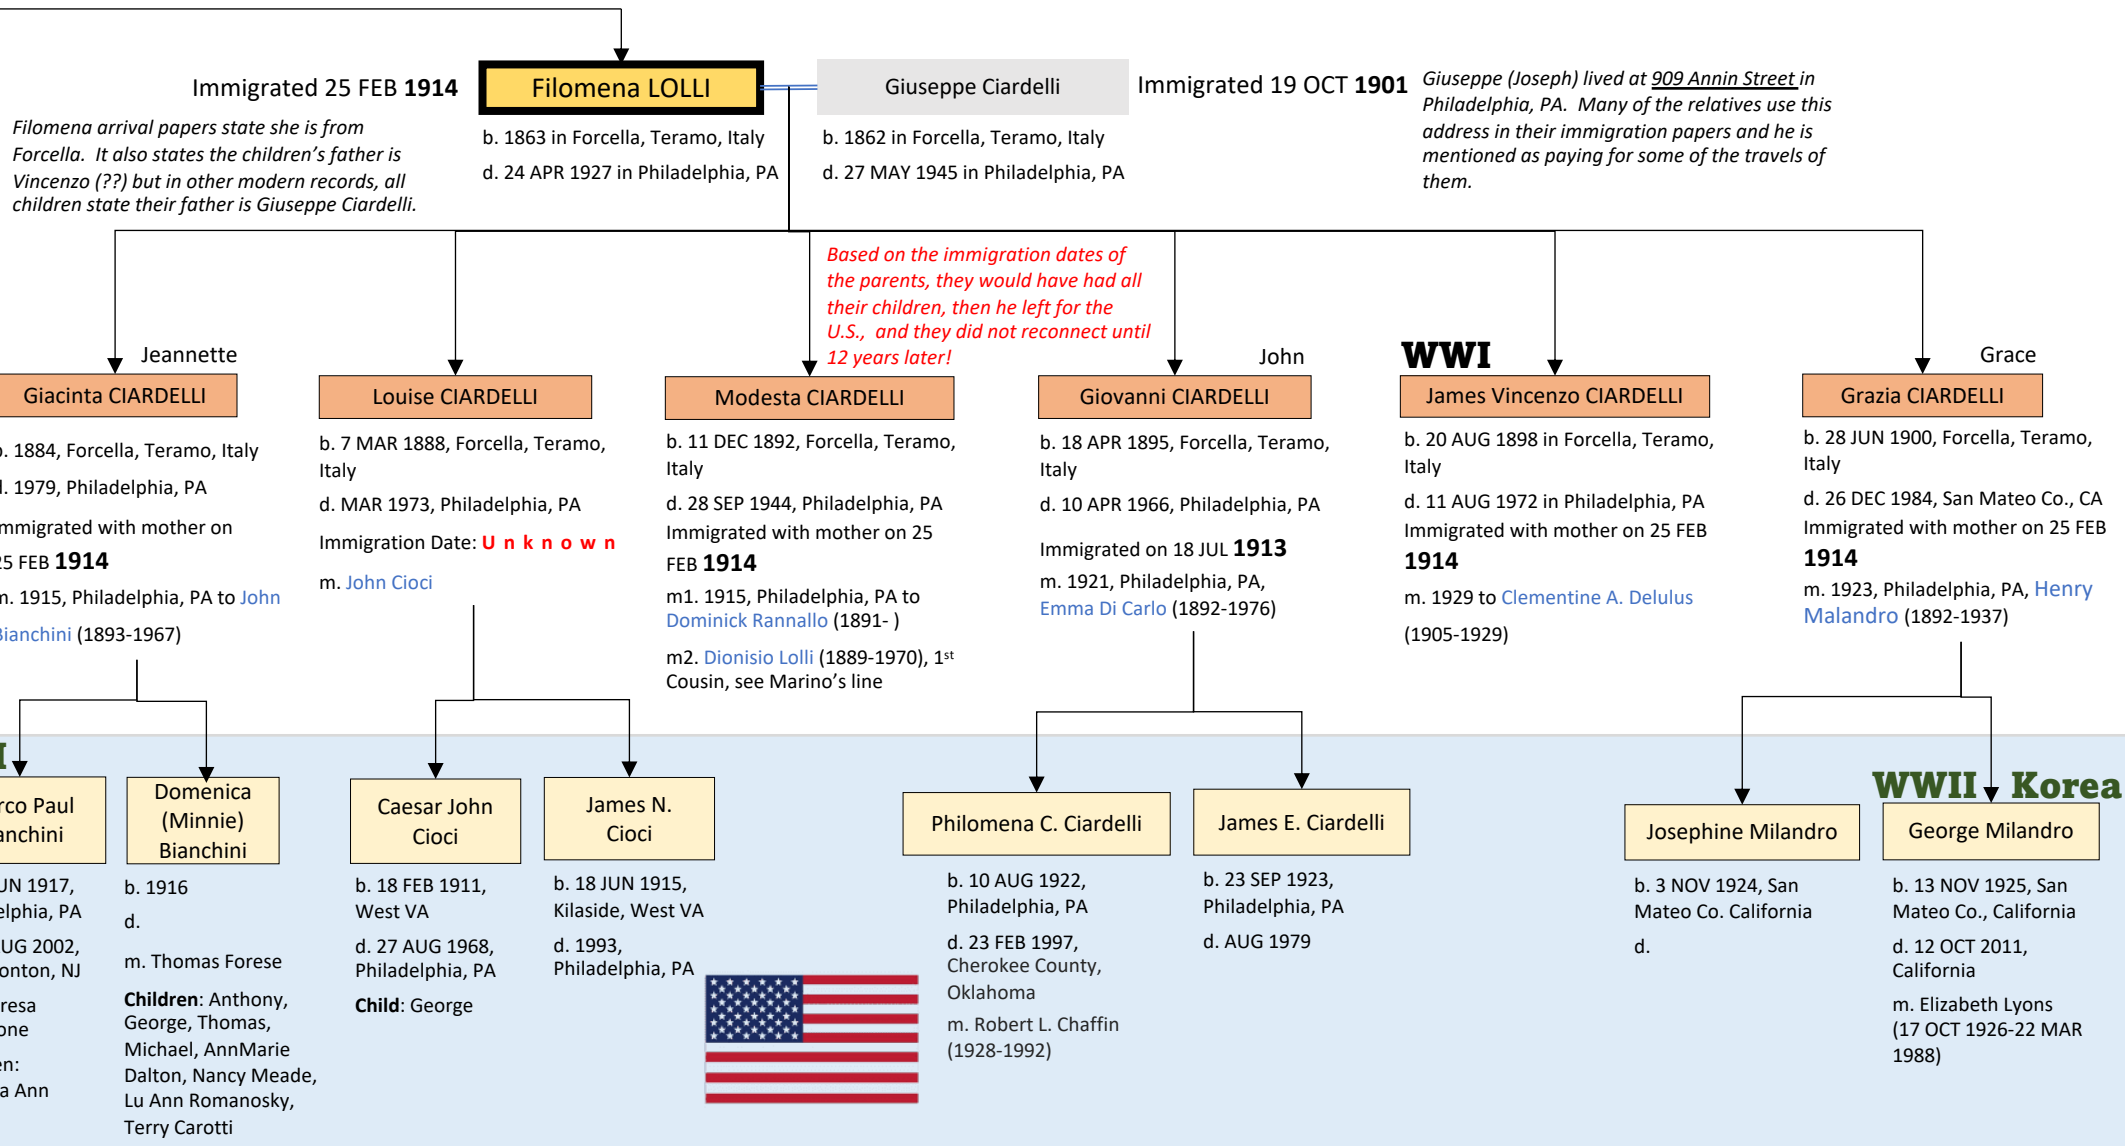 Immigrated 25 FEB 1914
Filomena LOLLI
Giuseppe Ciardelli
Immigrated 19 OCT 1901
Giuseppe (Joseph) lived at 909 Annin Street in
Philadelphia, PA. Many of the relatives use this
address in their immigration papers and he is
mentioned as paying for some of the travels of
them.
Filomena arrival papers state she is from
Forcella. It also states the children's father is
Vincenzo (??) but in other modern records, all
children state their father is Giuseppe Ciardelli.
b. 1863 in Forcella, Teramo, Italy
d. 24 APR 1927 in Philadelphia, PA
b. 1862 in Forcella, Teramo, Italy
d. 27 MAY 1945 in Philadelphia, PA
Based on the immigration dates of
the parents, they would have had all
their children, then he left for the
U.S., and they did not reconnect until
12 years later!
Jeannette
Giacinta CIARDELLI
b. 1884, Forcella, Teramo, Italy
d. 1979, Philadelphia, PA
Immigrated with mother on
25 FEB 1914
m. 1915, Philadelphia, PA to John
Bianchini (1893-1967)
Louise CIARDELLI
b. 7 MAR 1888, Forcella, Teramo,
Italy
d. MAR 1973, Philadelphia, PA
Immigration Date: Unknown
m. John Cioci
Modesta CIARDELLI
b. 11 DEC 1892, Forcella, Teramo,
Italy
d. 28 SEP 1944, Philadelphia, PA
Immigrated with mother on 25
FEB 1914
m1. 1915, Philadelphia, PA to
Dominick Rannallo (1891- )
m2. Dionisio Lolli (1889-1970), 1st
Cousin, see Marino's line
John
Giovanni CIARDELLI
b. 18 APR 1895, Forcella, Teramo,
Italy
d. 10 APR 1966, Philadelphia, PA
Immigrated on 18 JUL 1913
m. 1921, Philadelphia, PA,
Emma Di Carlo (1892-1976)
WWI
James Vincenzo CIARDELLI
b. 20 AUG 1898 in Forcella, Teramo,
Italy
d. 11 AUG 1972 in Philadelphia, PA
Immigrated with mother on 25 FEB
1914
m. 1929 to Clementine A. Delulus
(1905-1929)
Grace
Grazia CIARDELLI
b. 28 JUN 1900, Forcella, Teramo,
Italy
d. 26 DEC 1984, San Mateo Co., CA
Immigrated with mother on 25 FEB
1914
m. 1923, Philadelphia, PA, Henry
Malandro (1892-1937)
I
rco Paul
anchini
UN 1917,
elphia, PA
UG 2002,
onton, NJ
resa
one
en:
a Ann
Domenica
(Minnie)
Bianchini
b. 1916
d.
m. Thomas Forese
Children: Anthony,
George, Thomas,
Michael, AnnMarie
Dalton, Nancy Meade,
Lu Ann Romanosky,
Terry Carotti
Caesar John
Cioci
b. 18 FEB 1911,
West VA
d. 27 AUG 1968,
Philadelphia, PA
Child: George
James N.
Cioci
b. 18 JUN 1915,
Kilaside, West VA
d. 1993,
Philadelphia, PA
Philomena C. Ciardelli
b. 10 AUG 1922,
Philadelphia, PA
d. 23 FEB 1997,
Cherokee County,
Oklahoma
m. Robert L. Chaffin
(1928-1992)
James E. Ciardelli
b. 23 SEP 1923,
Philadelphia, PA
d. AUG 1979
Josephine Milandro
b. 3 NOV 1924, San
Mateo Co. California
d.
WWII Korea
George Milandro
b. 13 NOV 1925, San
Mateo Co., California
d. 12 OCT 2011,
California
m. Elizabeth Lyons
(17 OCT 1926-22 MAR
1988)